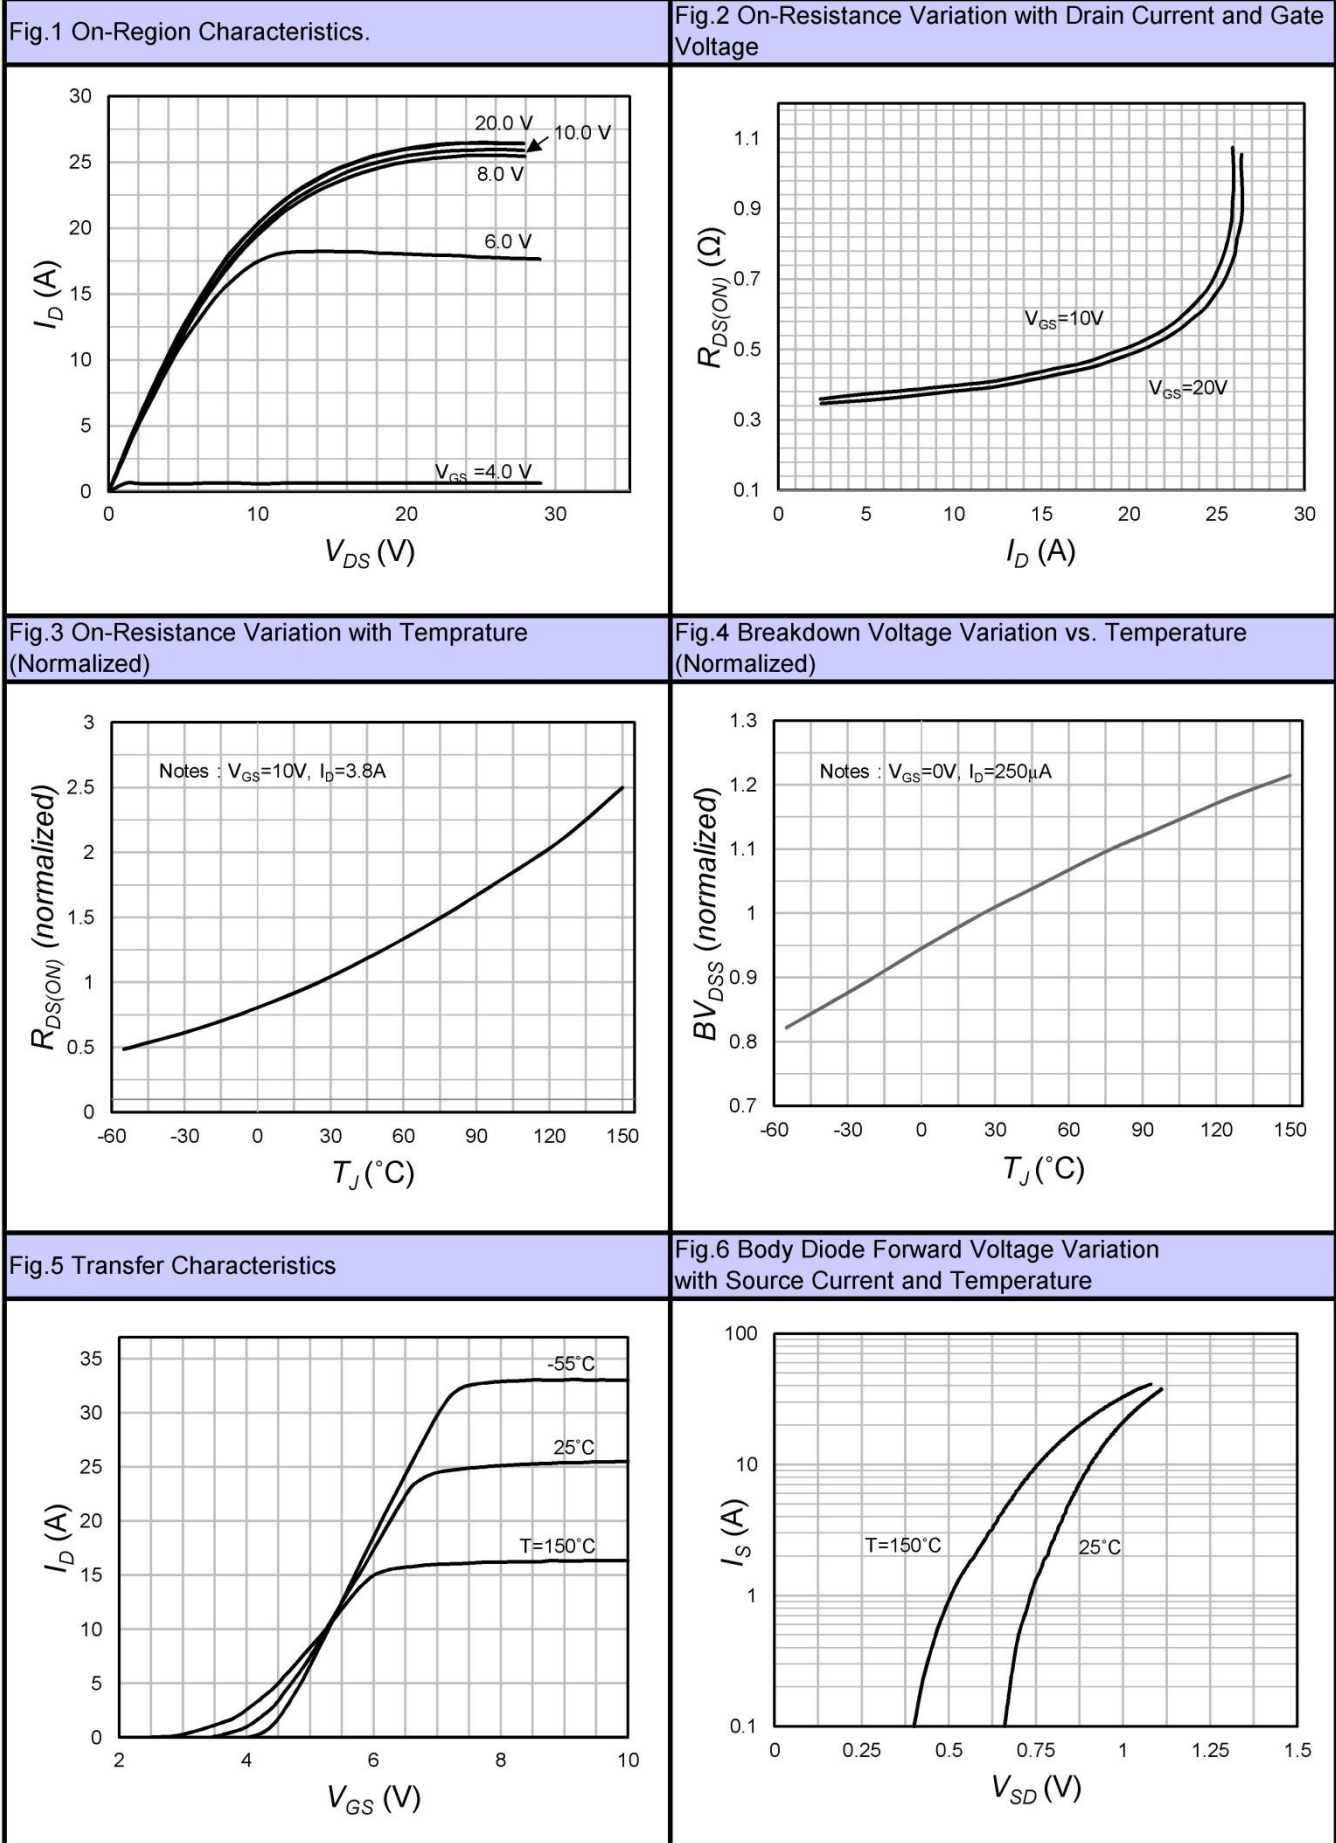 Fig.1 On-Region Characteristics.
Fig.2 On-Resistance Variation with Drain Current and Gate
Voltage
30
25
20
15
10
5
0
0 10 20 30
I_D (A)
V_DS (V)
20.0 V
10.0 V
8.0 V
6.0 V
V_GS =4.0 V
1.1
0.9
0.7
0.5
0.3
0.1
0 5 10 15 20 25 30
R_DS(ON) (Ω)
I_D (A)
V_GS=10V
V_GS=20V
Fig.3 On-Resistance Variation with Temprature
(Normalized)
Fig.4 Breakdown Voltage Variation vs. Temperature
(Normalized)
3
2.5
2
1.5
1
0.5
0
-60 -30 0 30 60 90 120 150
R_DS(ON) (normalized)
T_J (˚C)
Notes : V_GS=10V, I_D=3.8A
1.3
1.2
1.1
1
0.9
0.8
0.7
-60 -30 0 30 60 90 120 150
BV_DSS (normalized)
T_J (˚C)
Notes : V_GS=0V, I_D=250μA
Fig.5 Transfer Characteristics
Fig.6 Body Diode Forward Voltage Variation
with Source Current and Temperature
35
30
25
20
15
10
5
0
2 4 6 8 10
I_D (A)
V_GS (V)
-55˚C
25˚C
T=150˚C
100
10
1
0.1
0 0.25 0.5 0.75 1 1.25 1.5
I_S (A)
V_SD (V)
T=150˚C
25˚C